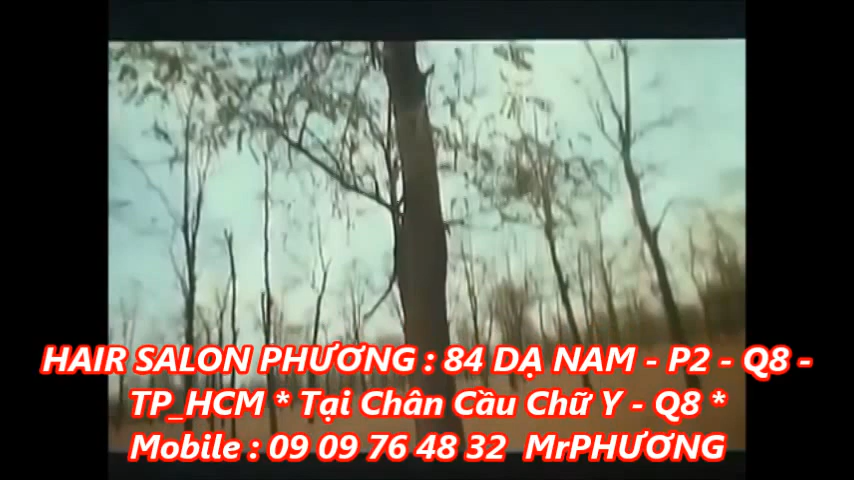 HAIR SALON PHƯƠNG : 84 DẠ NAM - P2 - Q8 -
TP_HCM * Tại Chân Cầu Chữ Y - Q8 *
Mobile : 09 09 76 48 32 MrPHƯƠNG